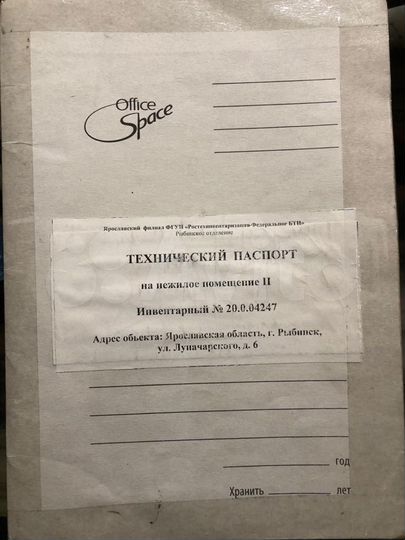 Office
Space
Ярославский филиал ФГУП «Ростехинвентаризация-Федеральное БТИ»
Рыбинское отделение
ТЕХНИЧЕСКИЙ ПАСПОРТ
на нежилое помещение II
Инвентарный № 20.0.04247
Адрес объекта: Ярославская область, г. Рыбинск,
ул. Луначарского, д. 6
год
Хранить лет